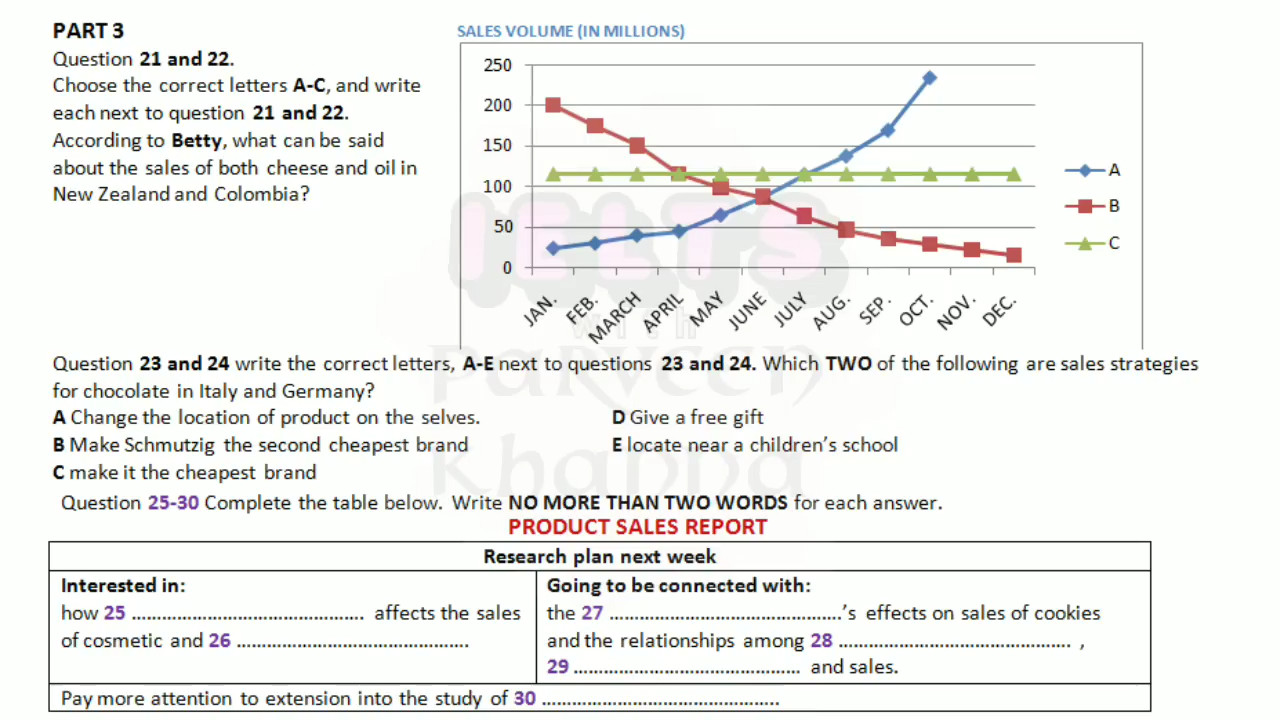 PART 3
Question 21 and 22.
Choose the correct letters A-C, and write
each next to question 21 and 22.
According to Betty, what can be said
about the sales of both cheese and oil in
New Zealand and Colombia?
SALES VOLUME (IN MILLIONS)
250
200
150
100
50
0
JAN.
FEB.
MARCH
APRIL
MAY
JUNE
JULY
AUG.
SEP.
OCT.
NOV.
DEC.
A
B
C
IELTS
with
Parveen
Khanna
Question 23 and 24 write the correct letters, A-E next to questions 23 and 24. Which TWO of the following are sales strategies
for chocolate in Italy and Germany?
A Change the location of product on the selves.
D Give a free gift
B Make Schmutzig the second cheapest brand
E locate near a children's school
C make it the cheapest brand
Question 25-30 Complete the table below. Write NO MORE THAN TWO WORDS for each answer.
PRODUCT SALES REPORT
Research plan next week
Interested in:
how 25 ................................................ affects the sales
of cosmetic and 26 ................................................
Going to be connected with:
the 27 ................................................'s effects on sales of cookies
and the relationships among 28 ................................................ ,
29 ................................................ and sales.
Pay more attention to extension into the study of 30 ................................................